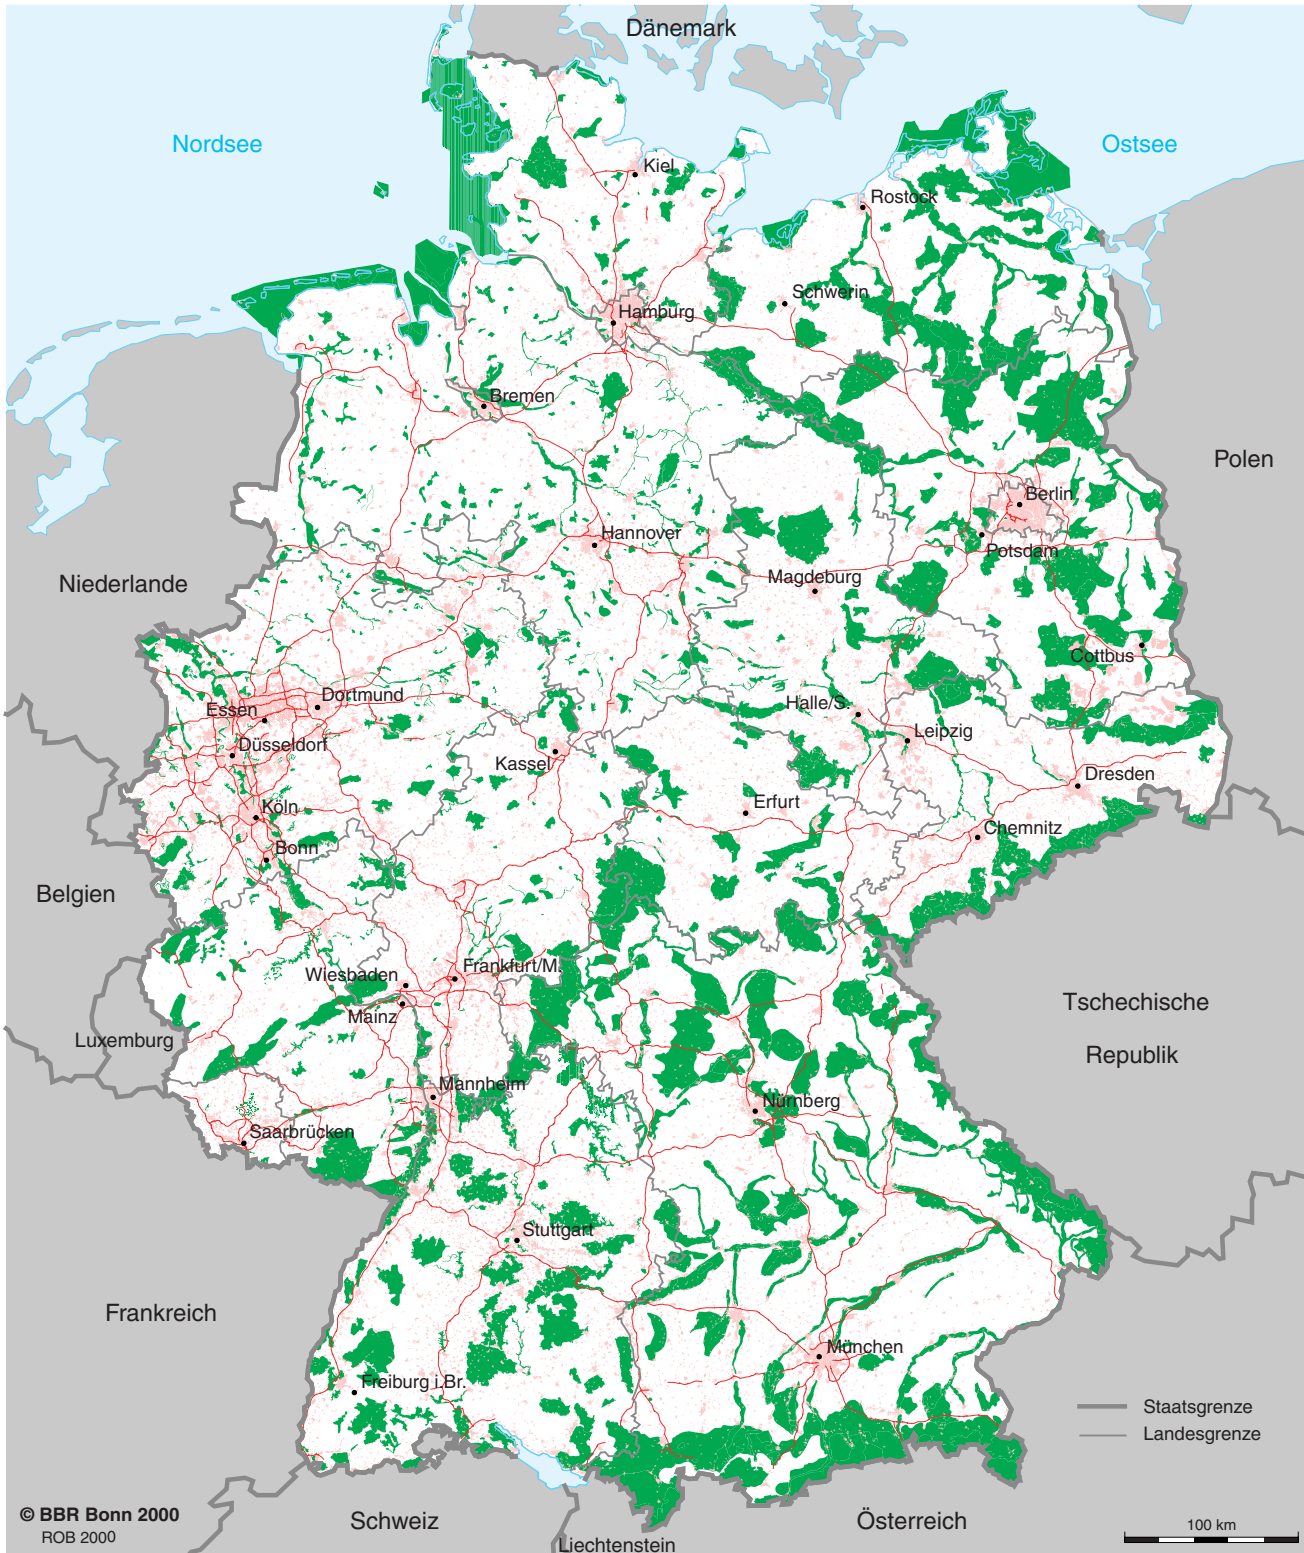 Dänemark
Nordsee
Ostsee
Kiel
Rostock
Schwerin
Hamburg
Bremen
Polen
Berlin
Hannover
Potsdam
Niederlande
Magdeburg
Cottbus
Dortmund
Essen
Halle/S.
Leipzig
Düsseldorf
Kassel
Dresden
Köln
Erfurt
Chemnitz
Bonn
Belgien
Wiesbaden
Frankfurt/M.
Mainz
Tschechische
Republik
Luxemburg
Mannheim
Nürnberg
Saarbrücken
Stuttgart
Frankreich
München
Freiburg i.Br.
Staatsgrenze
Landesgrenze
© BBR Bonn 2000
ROB 2000
Schweiz
Österreich
Liechtenstein
100 km